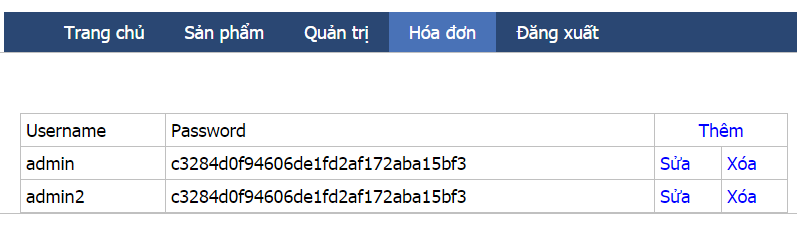 Trang chủ Sản phẩm Quản trị Hóa đơn Đăng xuất
Username Password Thêm
admin c3284d0f94606de1fd2af172aba15bf3 Sửa Xóa
admin2 c3284d0f94606de1fd2af172aba15bf3 Sửa Xóa